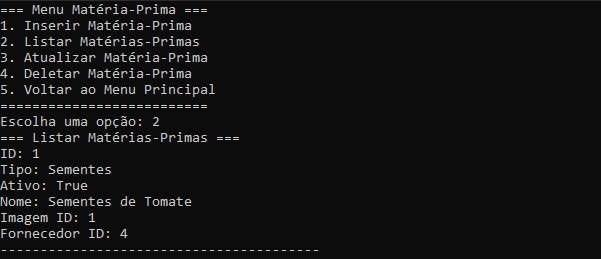 === Menu Matéria-Prima ===
1. Inserir Matéria-Prima
2. Listar Matérias-Primas
3. Atualizar Matéria-Prima
4. Deletar Matéria-Prima
5. Voltar ao Menu Principal
==========================
Escolha uma opção: 2
=== Listar Matérias-Primas ===
ID: 1
Tipo: Sementes
Ativo: True
Nome: Sementes de Tomate
Imagem ID: 1
Fornecedor ID: 4
----------------------------------------